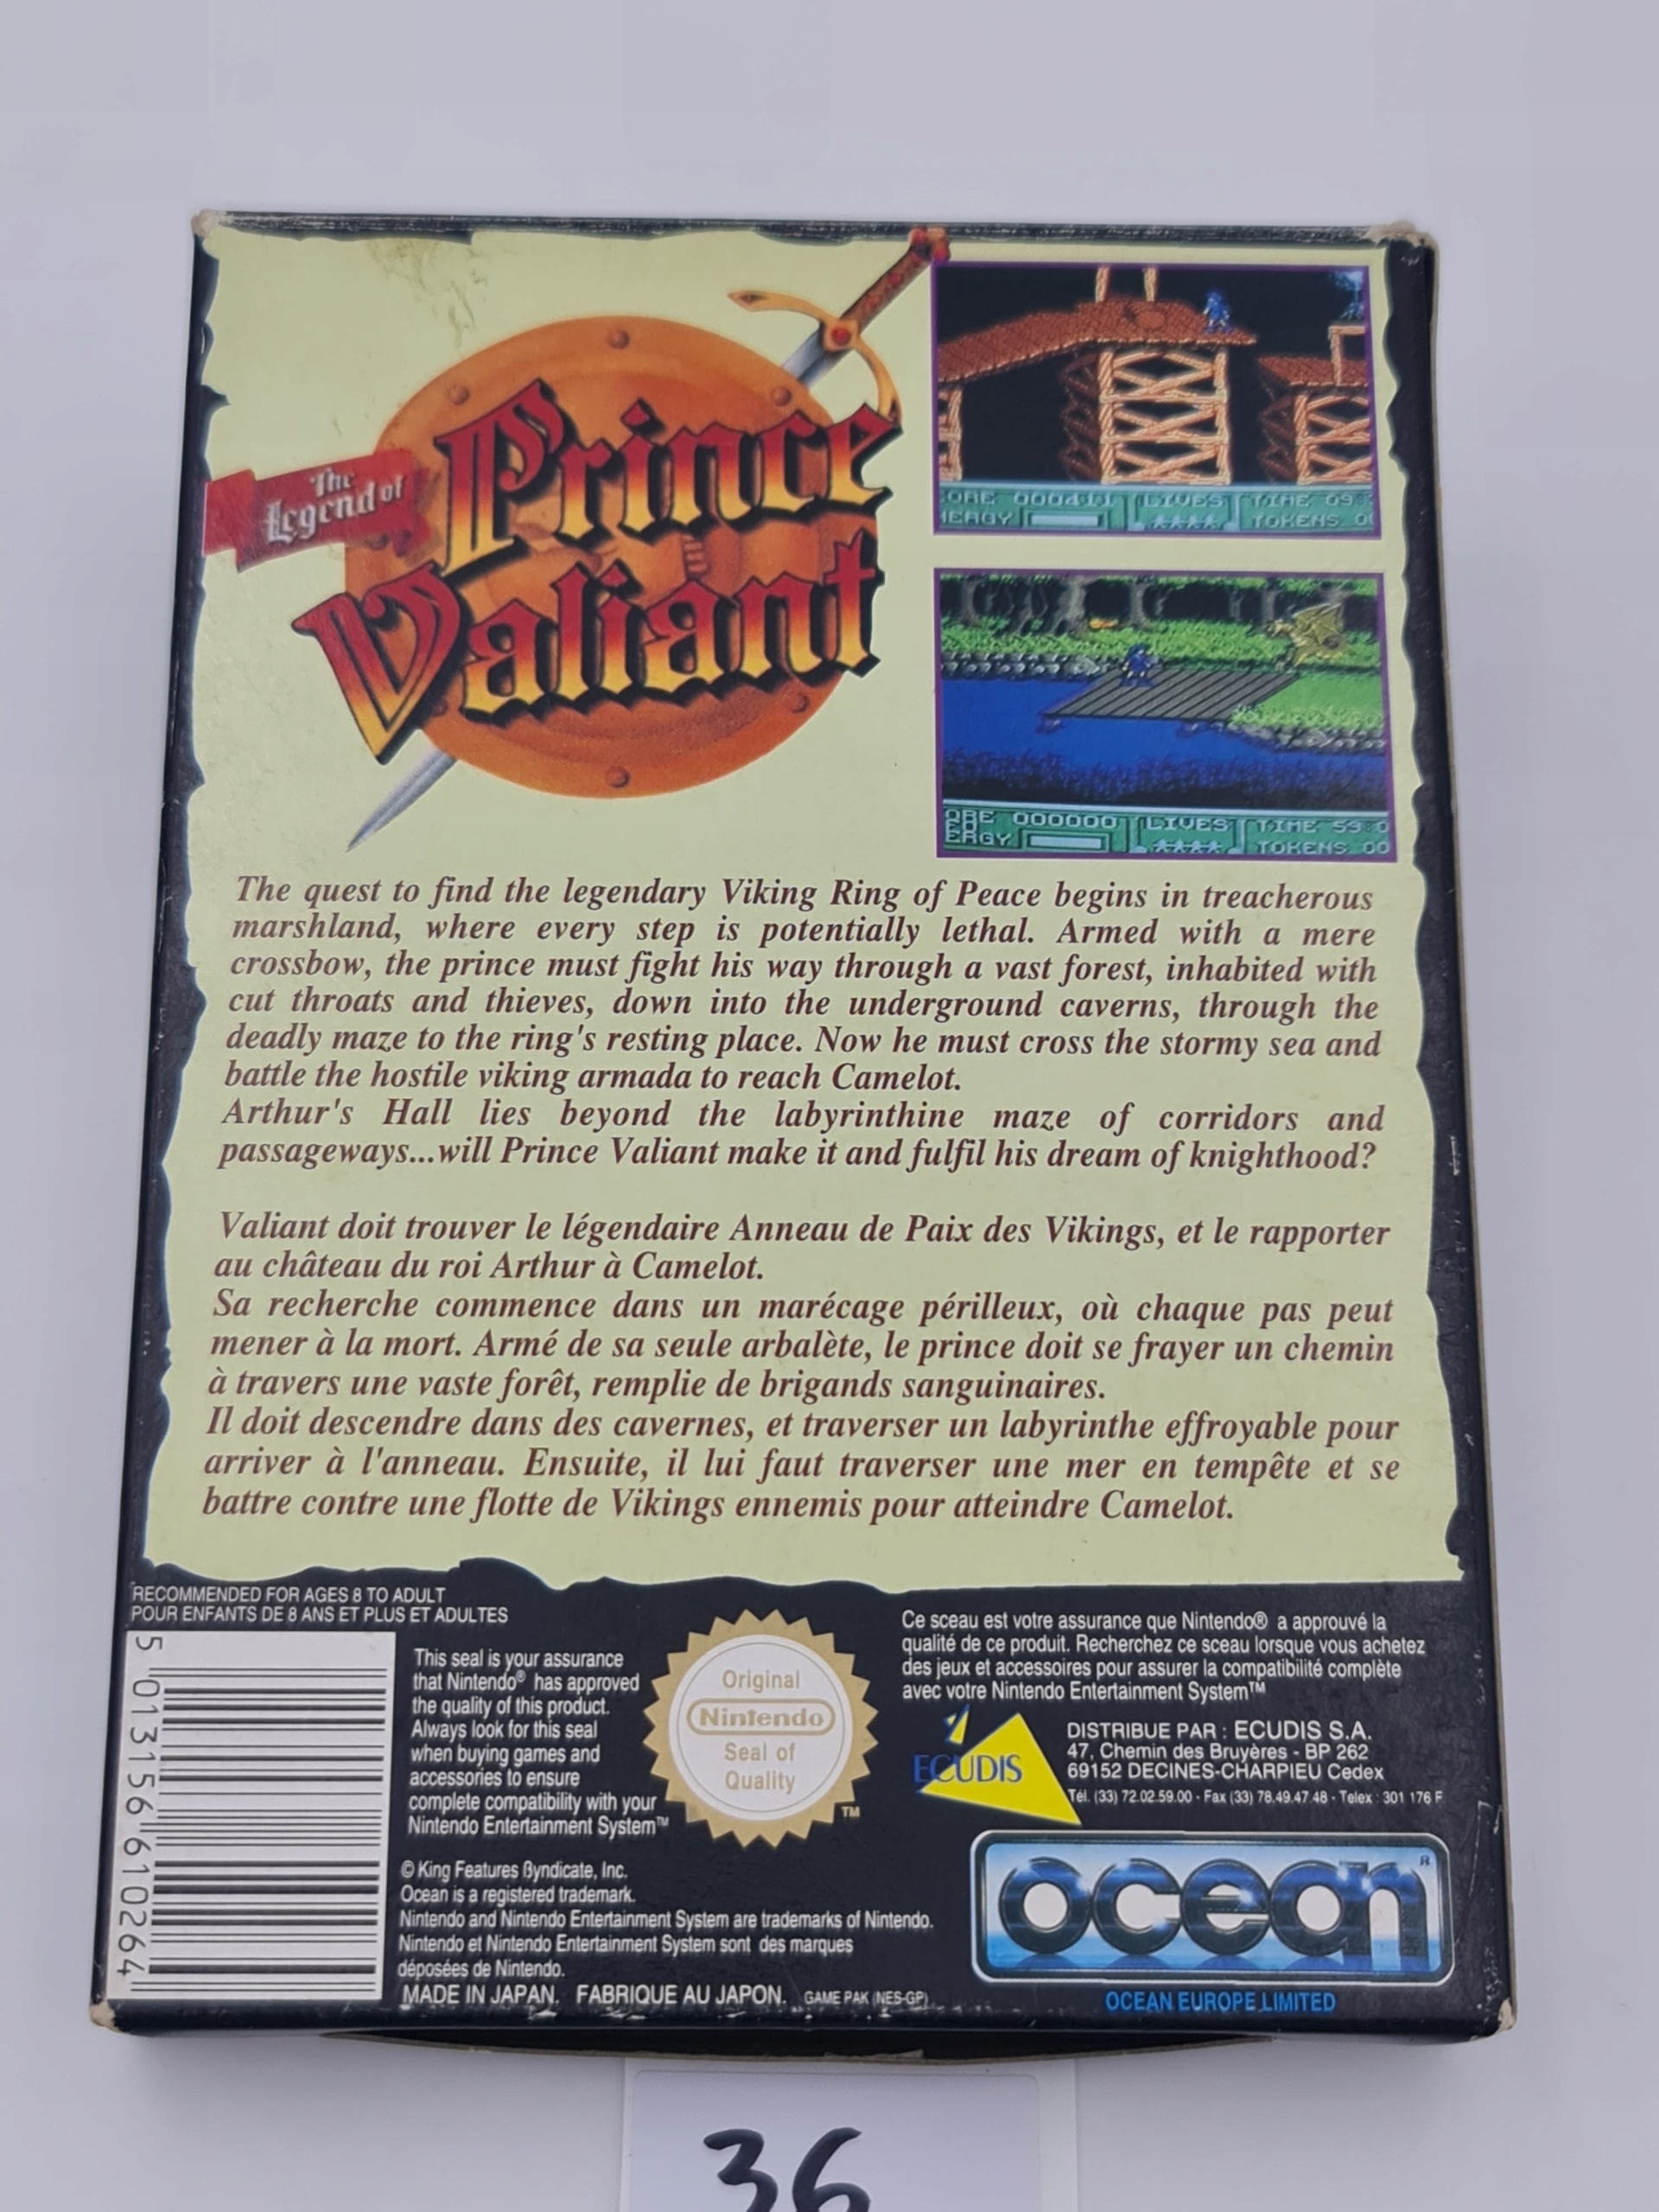 The
Legend of
Prince
Valiant
ORE 000411 LIVES TIME 09
ERGY TOKENS 0
ORE 000000 LIVES TIME 59:0
ERGY TOKENS 00
The quest to find the legendary Viking Ring of Peace begins in treacherous
marshland, where every step is potentially lethal. Armed with a mere
crossbow, the prince must fight his way through a vast forest, inhabited with
cut throats and thieves, down into the underground caverns, through the
deadly maze to the ring's resting place. Now he must cross the stormy sea and
battle the hostile viking armada to reach Camelot.
Arthur's Hall lies beyond the labyrinthine maze of corridors and
passageways...will Prince Valiant make it and fulfil his dream of knighthood?
Valiant doit trouver le légendaire Anneau de Paix des Vikings, et le rapporter
au château du roi Arthur à Camelot.
Sa recherche commence dans un marécage périlleux, où chaque pas peut
mener à la mort. Armé de sa seule arbalète, le prince doit se frayer un chemin
à travers une vaste forêt, remplie de brigands sanguinaires.
Il doit descendre dans des cavernes, et traverser un labyrinthe effroyable pour
arriver à l'anneau. Ensuite, il lui faut traverser une mer en tempête et se
battre contre une flotte de Vikings ennemis pour atteindre Camelot.
RECOMMENDED FOR AGES 8 TO ADULT
POUR ENFANTS DE 8 ANS ET PLUS ET ADULTES
5 013156 610264
This seal is your assurance
that Nintendo® has approved
the quality of this product.
Always look for this seal
when buying games and
accessories to ensure
complete compatibility with your
Nintendo Entertainment System™
Original
Nintendo
Seal of
Quality
TM
Ce sceau est votre assurance que Nintendo® a approuvé la
qualité de ce produit. Recherchez ce sceau lorsque vous achetez
des jeux et accessoires pour assurer la compatibilité complète
avec votre Nintendo Entertainment System™
ECUDIS
DISTRIBUE PAR : ECUDIS S.A.
47, Chemin des Bruyères - BP 262
69152 DECINES-CHARPIEU Cedex
Tél. (33) 72.02.59.00 - Fax (33) 78.49.47.48 - Telex : 301 176 F
© King Features Syndicate, Inc.
Ocean is a registered trademark.
Nintendo and Nintendo Entertainment System are trademarks of Nintendo.
Nintendo et Nintendo Entertainment System sont des marques
déposées de Nintendo.
MADE IN JAPAN. FABRIQUE AU JAPON. GAME PAK (NES-GP)
ocean®
OCEAN EUROPE LIMITED
36